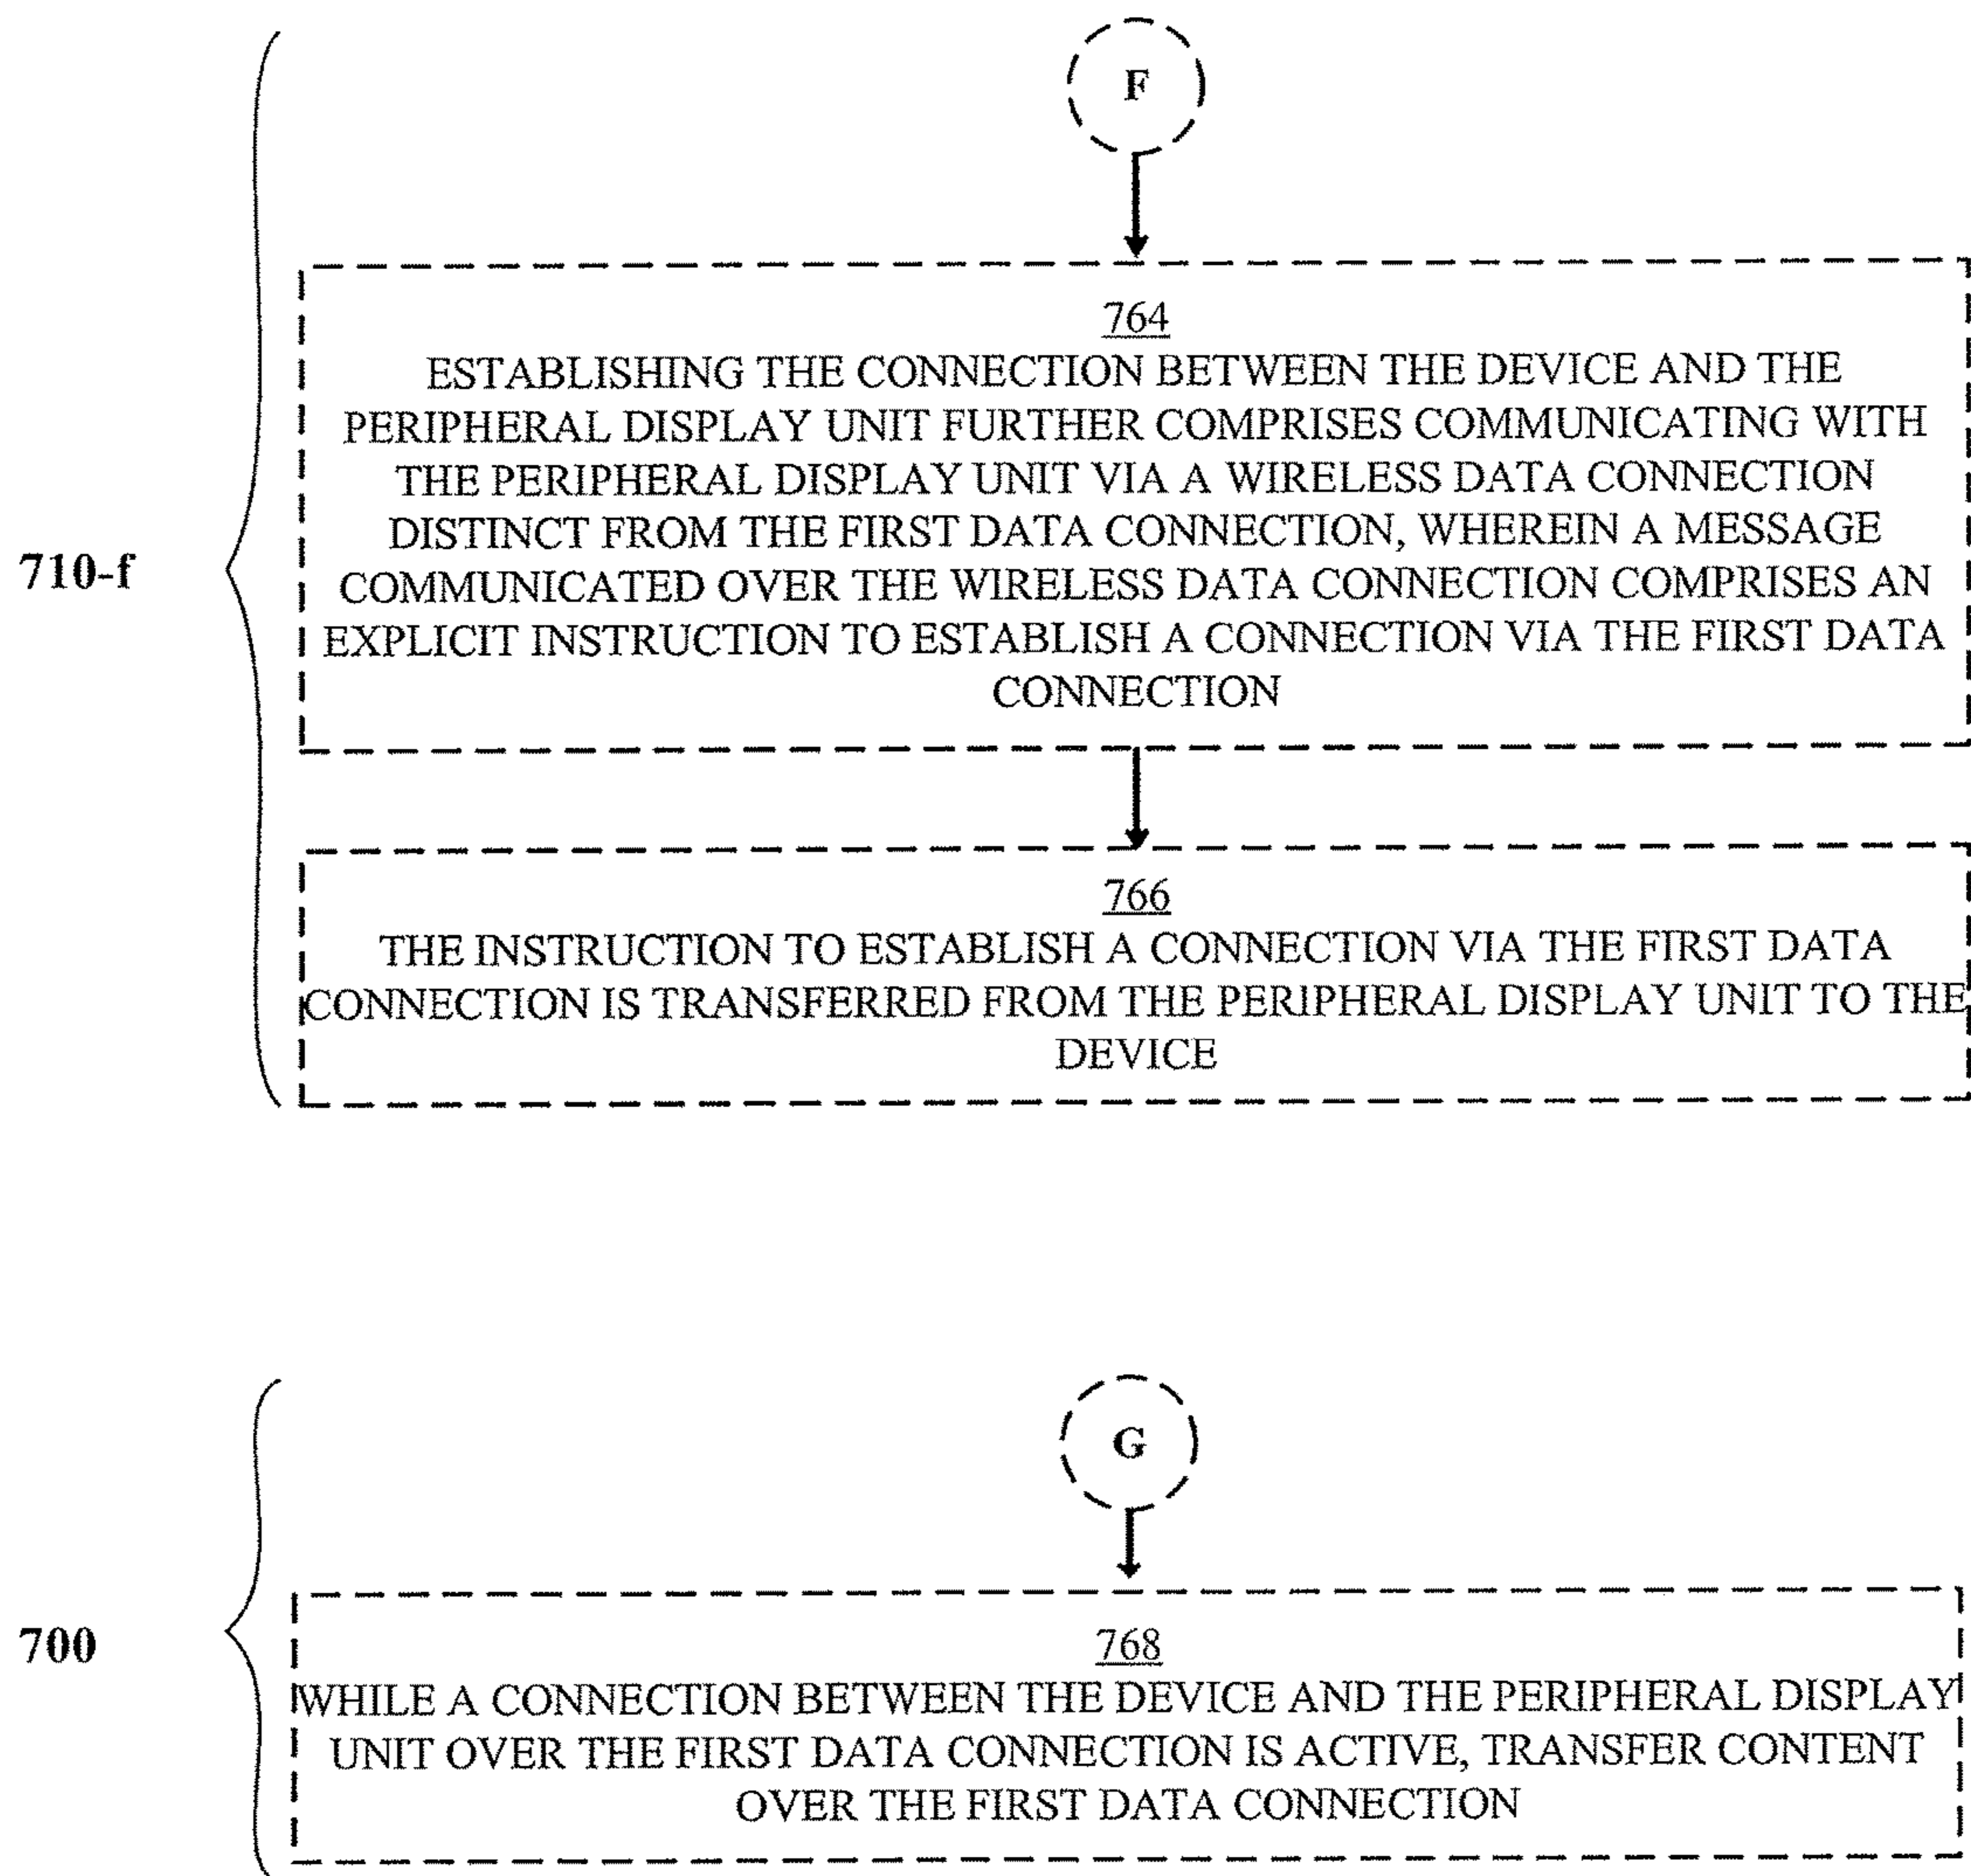 F
764
ESTABLISHING THE CONNECTION BETWEEN THE DEVICE AND THE
PERIPHERAL DISPLAY UNIT FURTHER COMPRISES COMMUNICATING WITH
THE PERIPHERAL DISPLAY UNIT VIA A WIRELESS DATA CONNECTION
DISTINCT FROM THE FIRST DATA CONNECTION, WHEREIN A MESSAGE
COMMUNICATED OVER THE WIRELESS DATA CONNECTION COMPRISES AN
EXPLICIT INSTRUCTION TO ESTABLISH A CONNECTION VIA THE FIRST DATA
CONNECTION
710-f
766
THE INSTRUCTION TO ESTABLISH A CONNECTION VIA THE FIRST DATA
CONNECTION IS TRANSFERRED FROM THE PERIPHERAL DISPLAY UNIT TO THE
DEVICE
G
700
768
WHILE A CONNECTION BETWEEN THE DEVICE AND THE PERIPHERAL DISPLAY
UNIT OVER THE FIRST DATA CONNECTION IS ACTIVE, TRANSFER CONTENT
OVER THE FIRST DATA CONNECTION